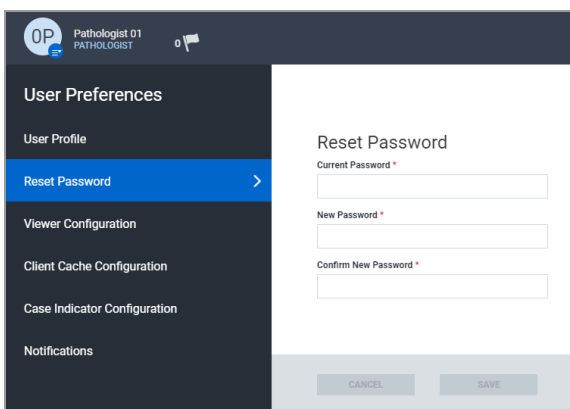 0P
Pathologist 01
PATHOLOGIST
0
User Preferences
User Profile
Reset Password
Viewer Configuration
Client Cache Configuration
Case Indicator Configuration
Notifications
Reset Password
Current Password *
New Password *
Confirm New Password *
CANCEL SAVE